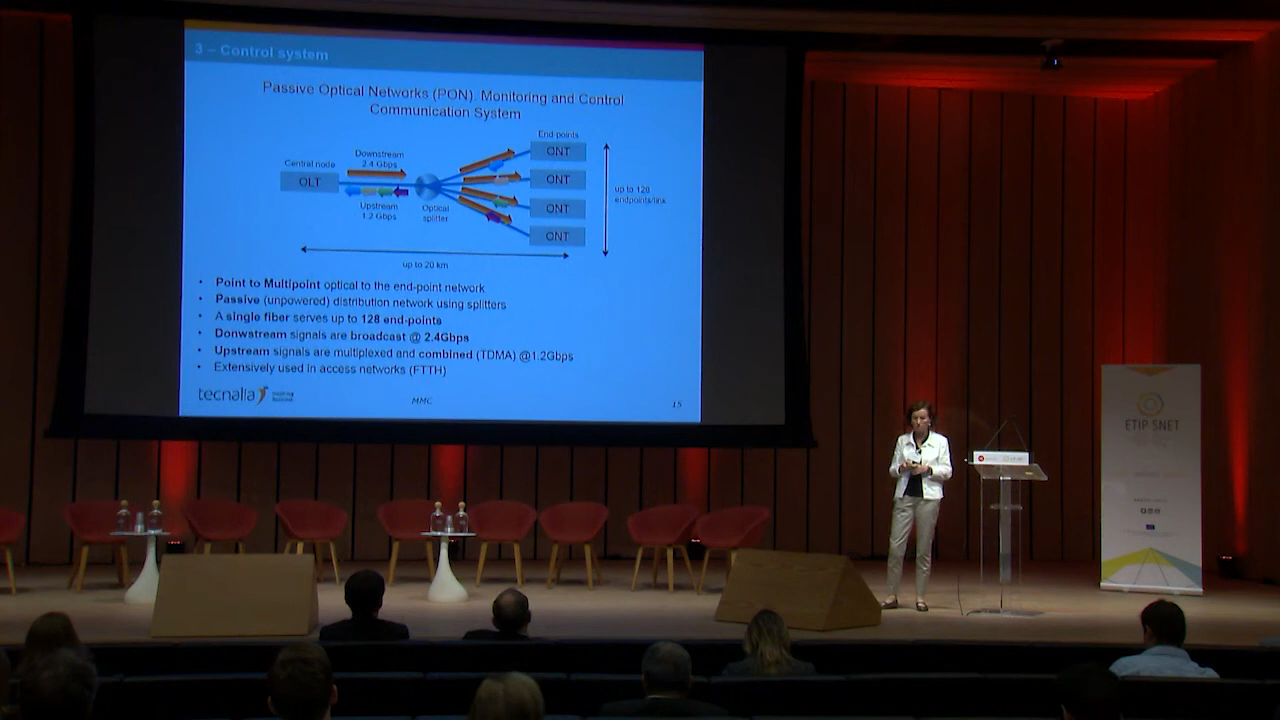 3 – Control system
Passive Optical Networks (PON). Monitoring and Control
Communication System
End-points
Downstream
2.4 Gbps
Central node
OLT
ONT
ONT
ONT
ONT
Upstream
1.2 Gbps
Optical
splitter
up to 128
endpoints/link
up to 20 km
• Point to Multipoint optical to the end-point network
• Passive (unpowered) distribution network using splitters
• A single fiber serves up to 128 end-points
• Donwstream signals are broadcast @ 2.4Gbps
• Upstream signals are multiplexed and combined (TDMA) @1.2Gbps
• Extensively used in access networks (FTTH)
tecnalia
MMC
15
ETIP SNET